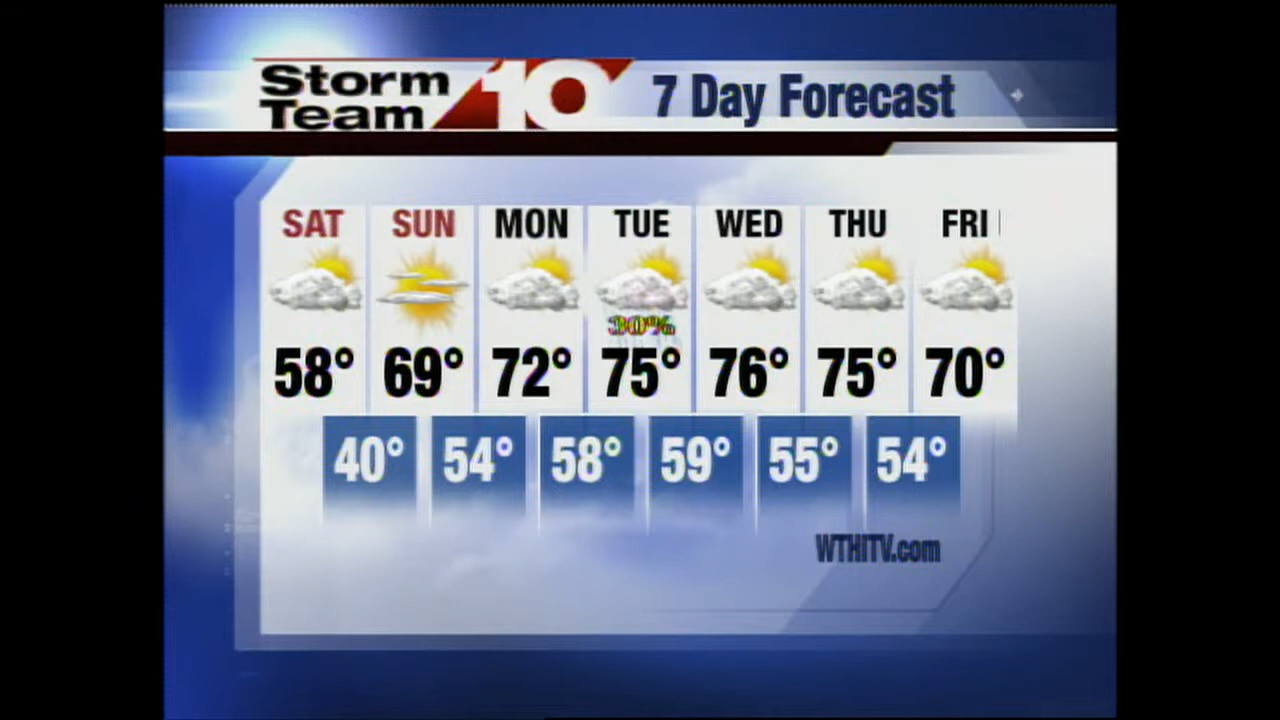 Storm
Team 10
7 Day Forecast
SAT SUN MON TUE WED THU FRI
30%
58° 69° 72° 75° 76° 75° 70°
40° 54° 58° 59° 55° 54°
WTHITV.com